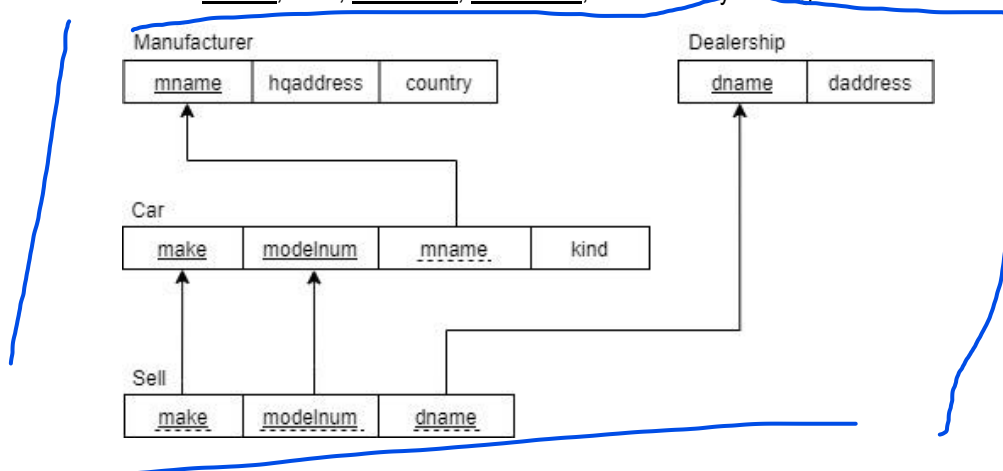 Manufacturer Dealership
mname hqaddress country dname daddress
Car
make modelnum mname kind
Sell
make modelnum dname